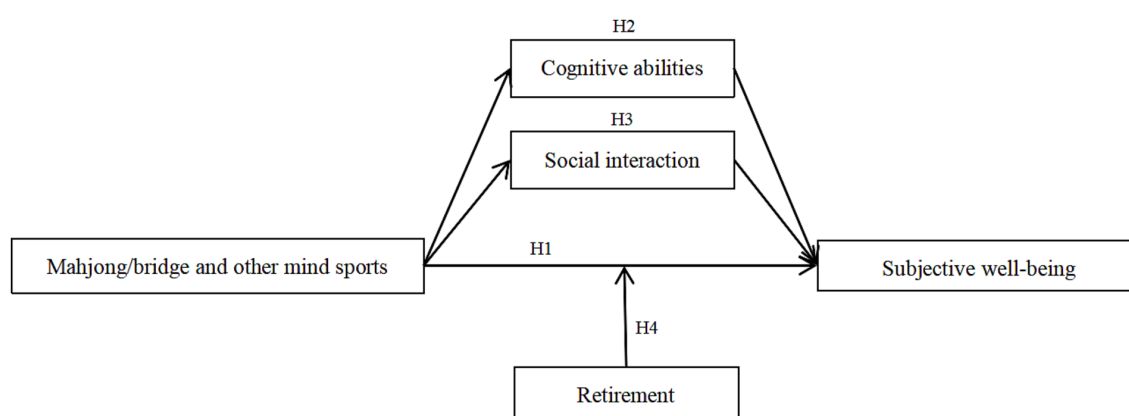 H2
Cognitive abilities
H3
Social interaction
H1
Mahjong/bridge and other mind sports
Subjective well-being
H4
Retirement